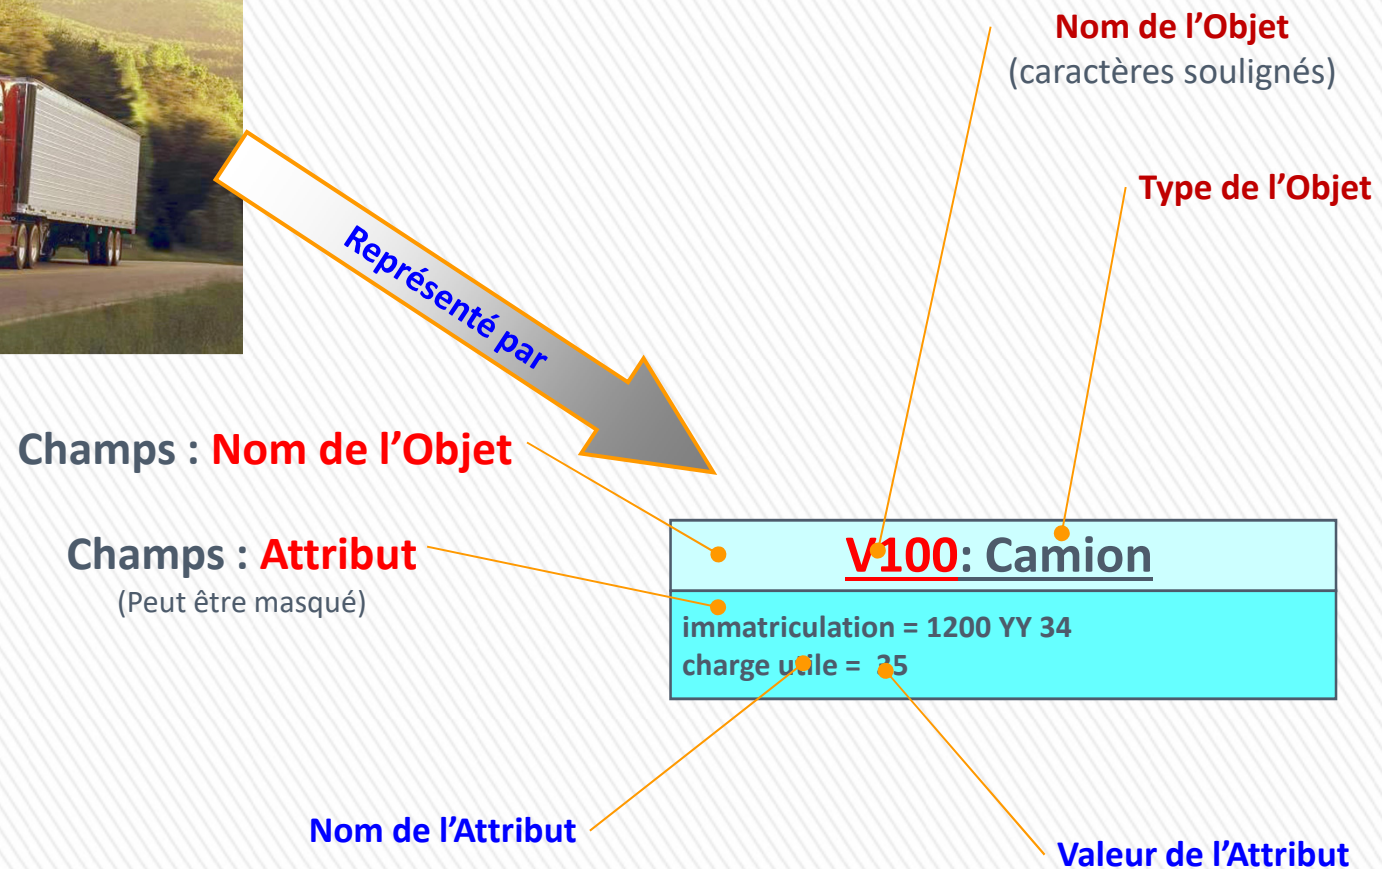 Nom de l’Objet
(caractères soulignés)
Type de l’Objet
Représenté par
Champs : Nom de l’Objet
Champs : Attribut
(Peut être masqué)
V100: Camion
immatriculation = 1200 YY 34
charge utile = 35
Nom de l’Attribut
Valeur de l’Attribut